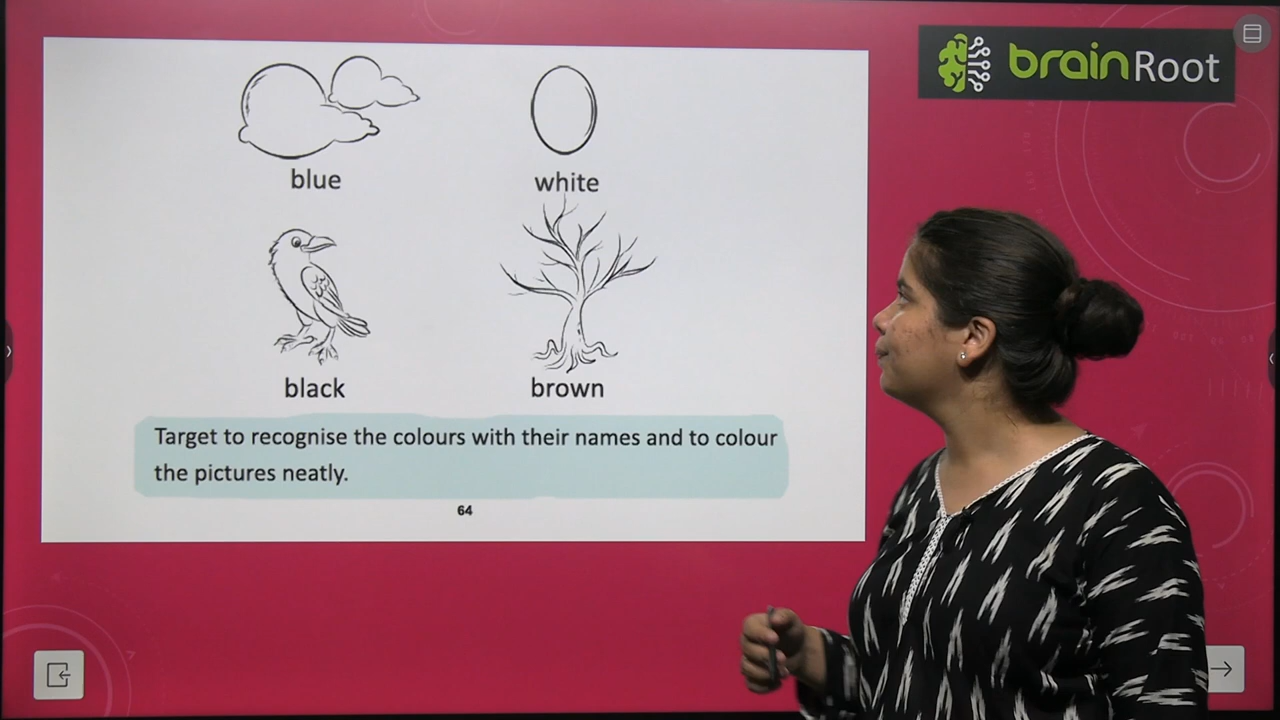 brainRoot
blue
white
black
brown
Target to recognise the colours with their names and to colour
the pictures neatly.
64